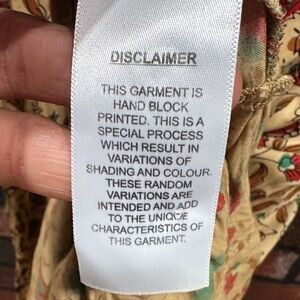 DISCLAIMER
THIS GARMENT IS
HAND BLOCK
PRINTED. THIS IS A
SPECIAL PROCESS
WHICH RESULT IN
VARIATIONS OF
SHADING AND COLOUR.
THESE RANDOM
VARIATIONS ARE
INTENDED AND ADD
TO THE UNIQUE
CHARACTERISTICS OF
THIS GARMENT.